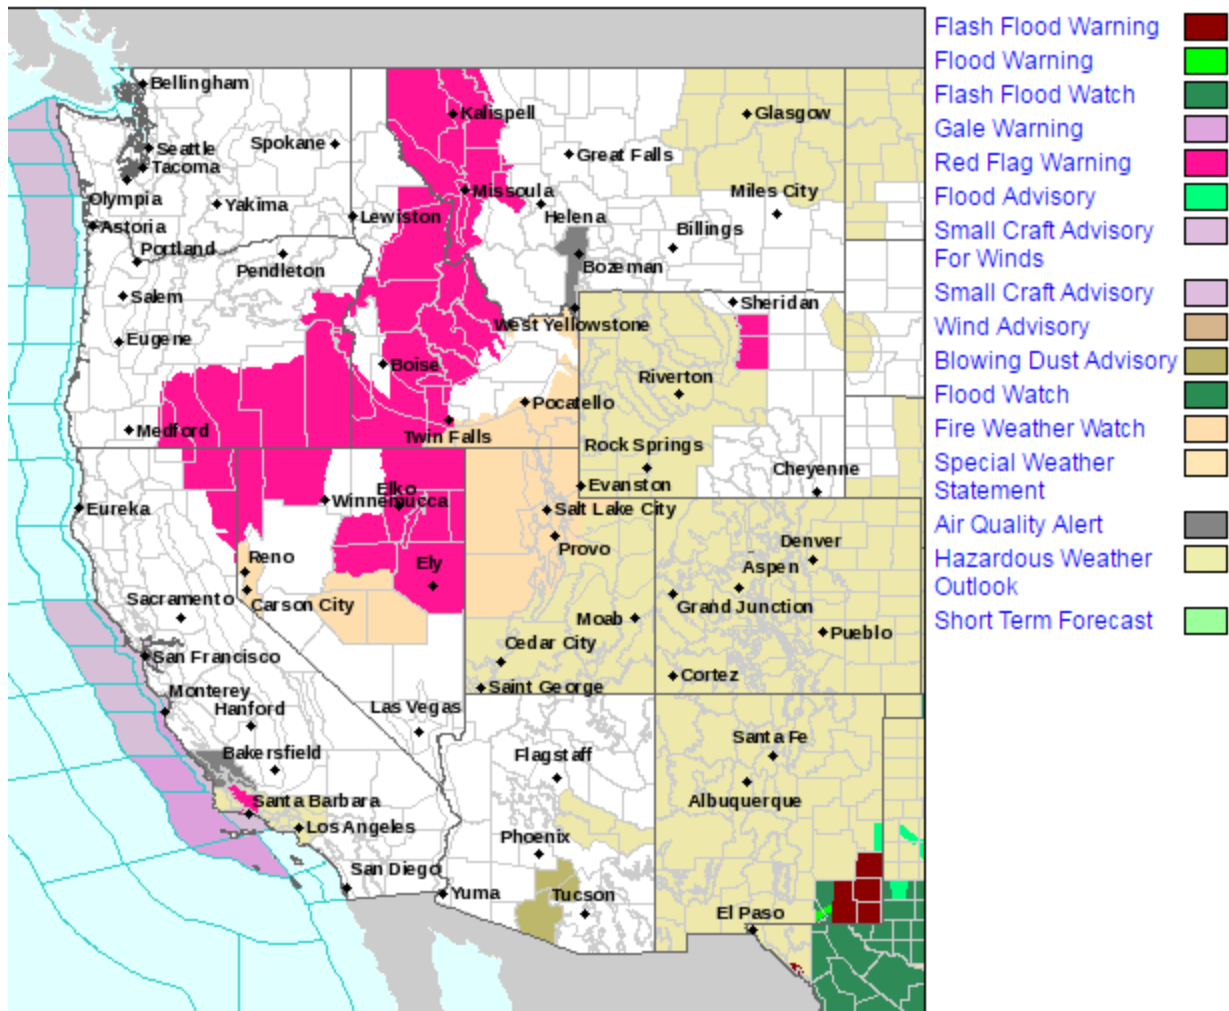 Bellingham
Seattle
Tacoma
Olympia
Astoria
Portland
Salem
Eugene
Medford
Spokane
Yakima
Pendleton
Lewiston
Kalispell
Missoula
Great Falls
Helena
Bozeman
Billings
Glasgow
Miles City
West Yellowstone
Sheridan
Boise
Twin Falls
Pocatello
Riverton
Rock Springs
Evanston
Cheyenne
Eureka
Elko
Winnemucca
Reno
Ely
Carson City
Sacramento
San Francisco
Monterey
Hanford
Bakersfield
Santa Barbara
Los Angeles
San Diego
Las Vegas
Salt Lake City
Provo
Moab
Cedar City
Saint George
Denver
Aspen
Grand Junction
Pueblo
Cortez
Flagstaff
Phoenix
Tucson
Yuma
Santa Fe
Albuquerque
El Paso
Flash Flood Warning
Flood Warning
Flash Flood Watch
Gale Warning
Red Flag Warning
Flood Advisory
Small Craft Advisory
For Winds
Small Craft Advisory
Wind Advisory
Blowing Dust Advisory
Flood Watch
Fire Weather Watch
Special Weather
Statement
Air Quality Alert
Hazardous Weather
Outlook
Short Term Forecast